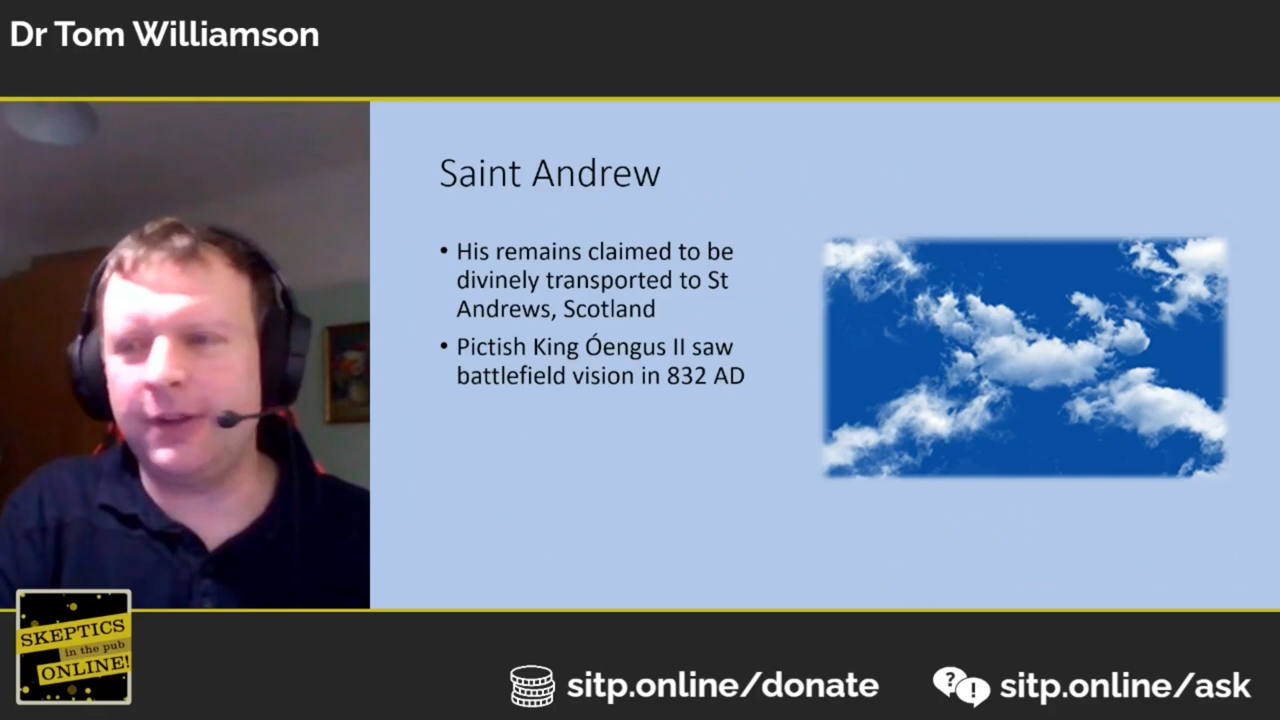 Dr Tom Williamson
Saint Andrew
• His remains claimed to be
divinely transported to St
Andrews, Scotland
• Pictish King Óengus II saw
battlefield vision in 832 AD
SKEPTICS
in the pub
ONLINE!
sitp.online/donate
? !
sitp.online/ask